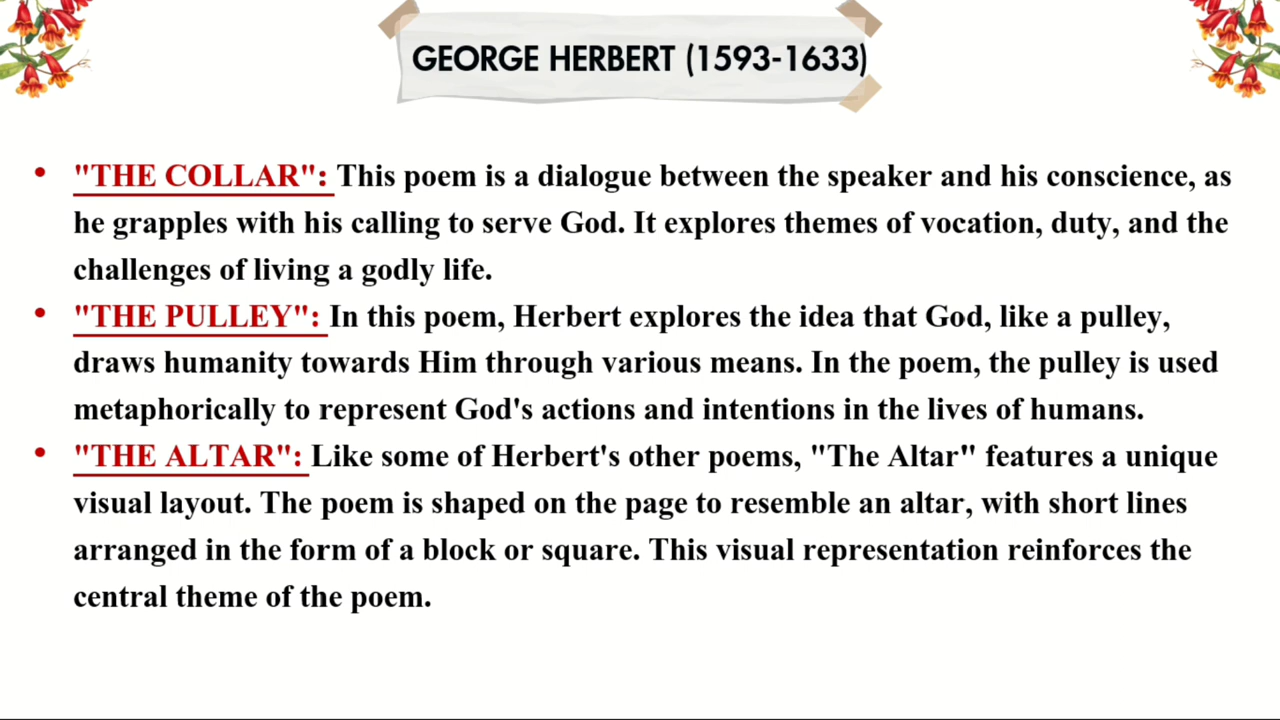 GEORGE HERBERT (1593-1633)
• "THE COLLAR": This poem is a dialogue between the speaker and his conscience, as
he grapples with his calling to serve God. It explores themes of vocation, duty, and the
challenges of living a godly life.
• "THE PULLEY": In this poem, Herbert explores the idea that God, like a pulley,
draws humanity towards Him through various means. In the poem, the pulley is used
metaphorically to represent God's actions and intentions in the lives of humans.
• "THE ALTAR": Like some of Herbert's other poems, "The Altar" features a unique
visual layout. The poem is shaped on the page to resemble an altar, with short lines
arranged in the form of a block or square. This visual representation reinforces the
central theme of the poem.